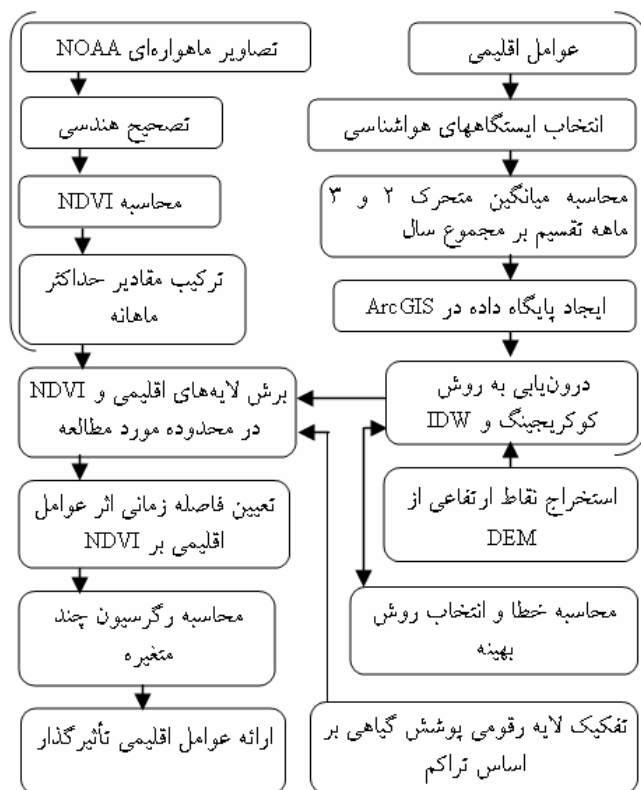 عوامل اقلیمی
انتخاب ایستگاههای هواشناسی
محاسبه میانگین متحرک ۲ و ۳
ماهه تقسیم بر مجموع سال
ایجاد پایگاه داده در ArcGIS
درون‌یابی به روش
کوکریجینگ و IDW
استخراج نقاط ارتفاعی از
DEM
محاسبه خطا و انتخاب روش
بهینه
تفکیک لایه رقومی پوشش گیاهی بر
اساس تراکم
تصاویر ماهواره‌ای NOAA
تصحیح هندسی
محاسبه NDVI
ترکیب مقادیر حداکثر
ماهانه
برش لایه‌های اقلیمی و NDVI
در محدوده مورد مطالعه
تعیین فاصله زمانی اثر عوامل
اقلیمی بر NDVI
محاسبه رگرسیون چند
متغیره
ارائه عوامل اقلیمی تأثیرگذار